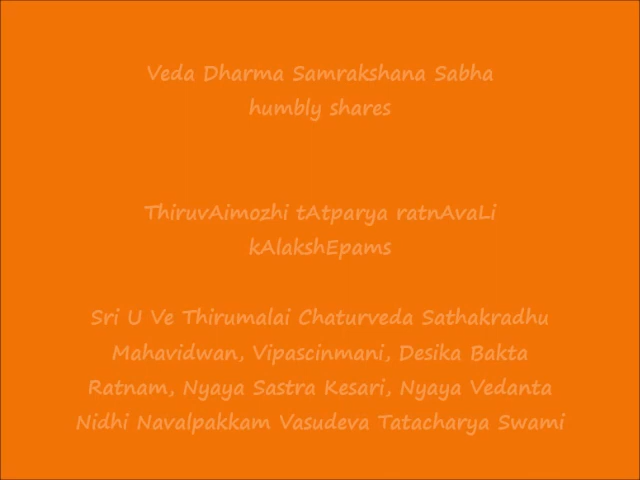 Veda Dharma Samrakshana Sabha
humbly shares
ThiruvAimozhi tAtparya ratnAvaLi
kAlakshEpams
Sri U Ve Thirumalai Chaturveda Sathakradhu
Mahavidwan, Vipascinmani, Desika Bakta
Ratnam, Nyaya Sastra Kesari, Nyaya Vedanta
Nidhi Navalpakkam Vasudeva Tatacharya Swami